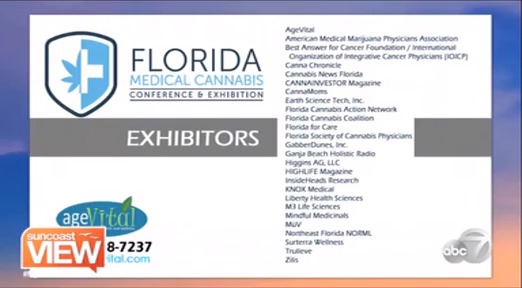 FLORIDA
MEDICAL CANNABIS
CONFERENCE & EXHIBITION
EXHIBITORS
AgeVital
American Medical Marijuana Physicians Association
Best Answer for Cancer Foundation / International
Organization of Integrative Cancer Physicians (IOICP)
Canna Chronicle
Cannabis News Florida
CANNAINVESTOR Magazine
CannaMoms
Earth Science Tech, Inc.
Florida Cannabis Action Network
Florida Cannabis Coalition
Florida for Care
Florida Society of Cannabis Physicians
GabberDunes, Inc.
Ganja Beach Holistic Radio
Higgins AG, LLC
HIGHLIFE Magazine
InsideHeads Research
KNOX Medical
Liberty Health Sciences
M3 Life Sciences
Mindful Medicinals
MuV
Northeast Florida NORML
Surterra Wellness
Trulieve
Zilis
ageVital
8-7237
vital.com
suncoast
VIEW
abc 7